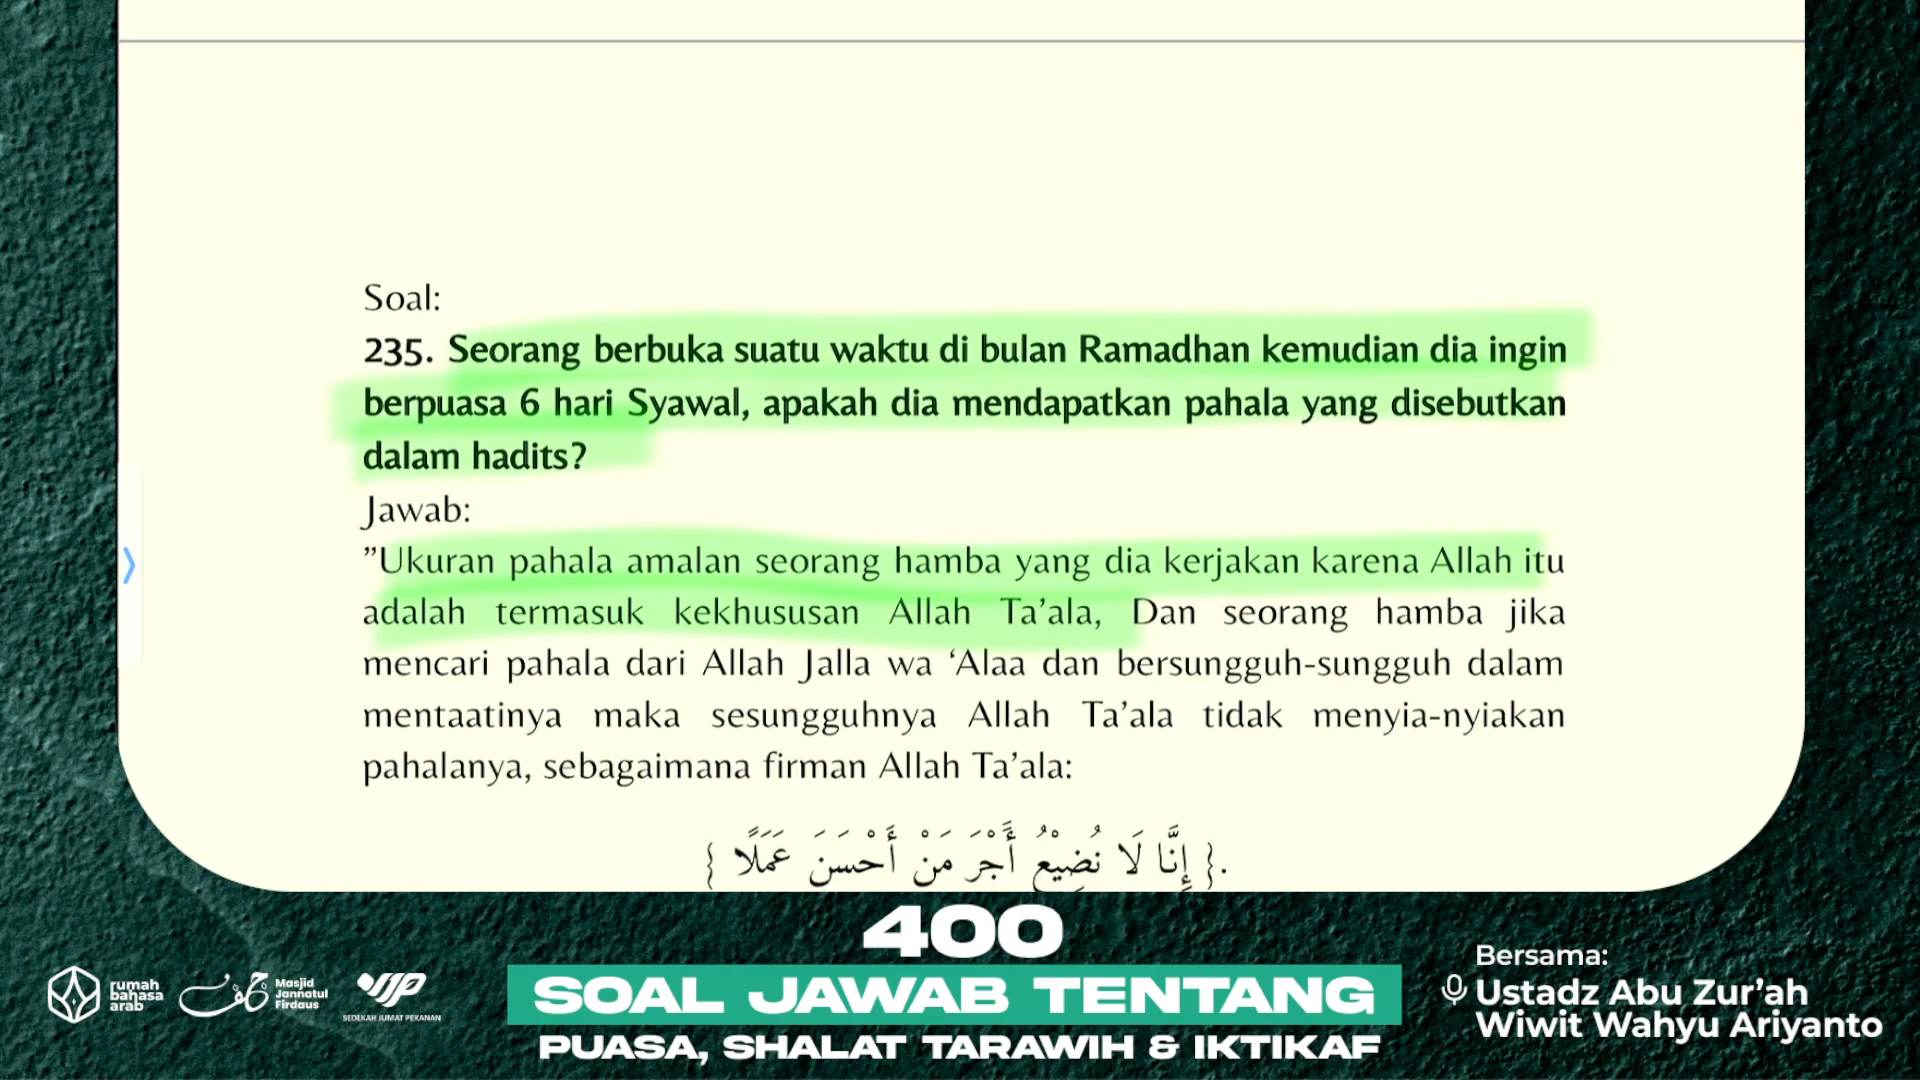 Soal:
235. Seorang berbuka suatu waktu di bulan Ramadhan kemudian dia ingin
berpuasa 6 hari Syawal, apakah dia mendapatkan pahala yang disebutkan
dalam hadits?
Jawab:
”Ukuran pahala amalan seorang hamba yang dia kerjakan karena Allah itu
adalah termasuk kekhususan Allah Ta’ala, Dan seorang hamba jika
mencari pahala dari Allah Jalla wa ‘Alaa dan bersungguh-sungguh dalam
mentaatinya maka sesungguhnya Allah Ta’ala tidak menyia-nyiakan
pahalanya, sebagaimana firman Allah Ta’ala:
{ إِنَّا لَا نُضِيْعُ أَجْرَ مَنْ أَحْسَنَ عَمَلًا }.
400
SOAL JAWAB TENTANG
PUASA, SHALAT TARAWIH & IKTIKAF
rumah
bahasa
arab
Masjid
Jannatul
Firdaus
SEDEKAH JUMAT PEKANAN
Bersama:
Ustadz Abu Zur’ah
Wiwit Wahyu Ariyanto